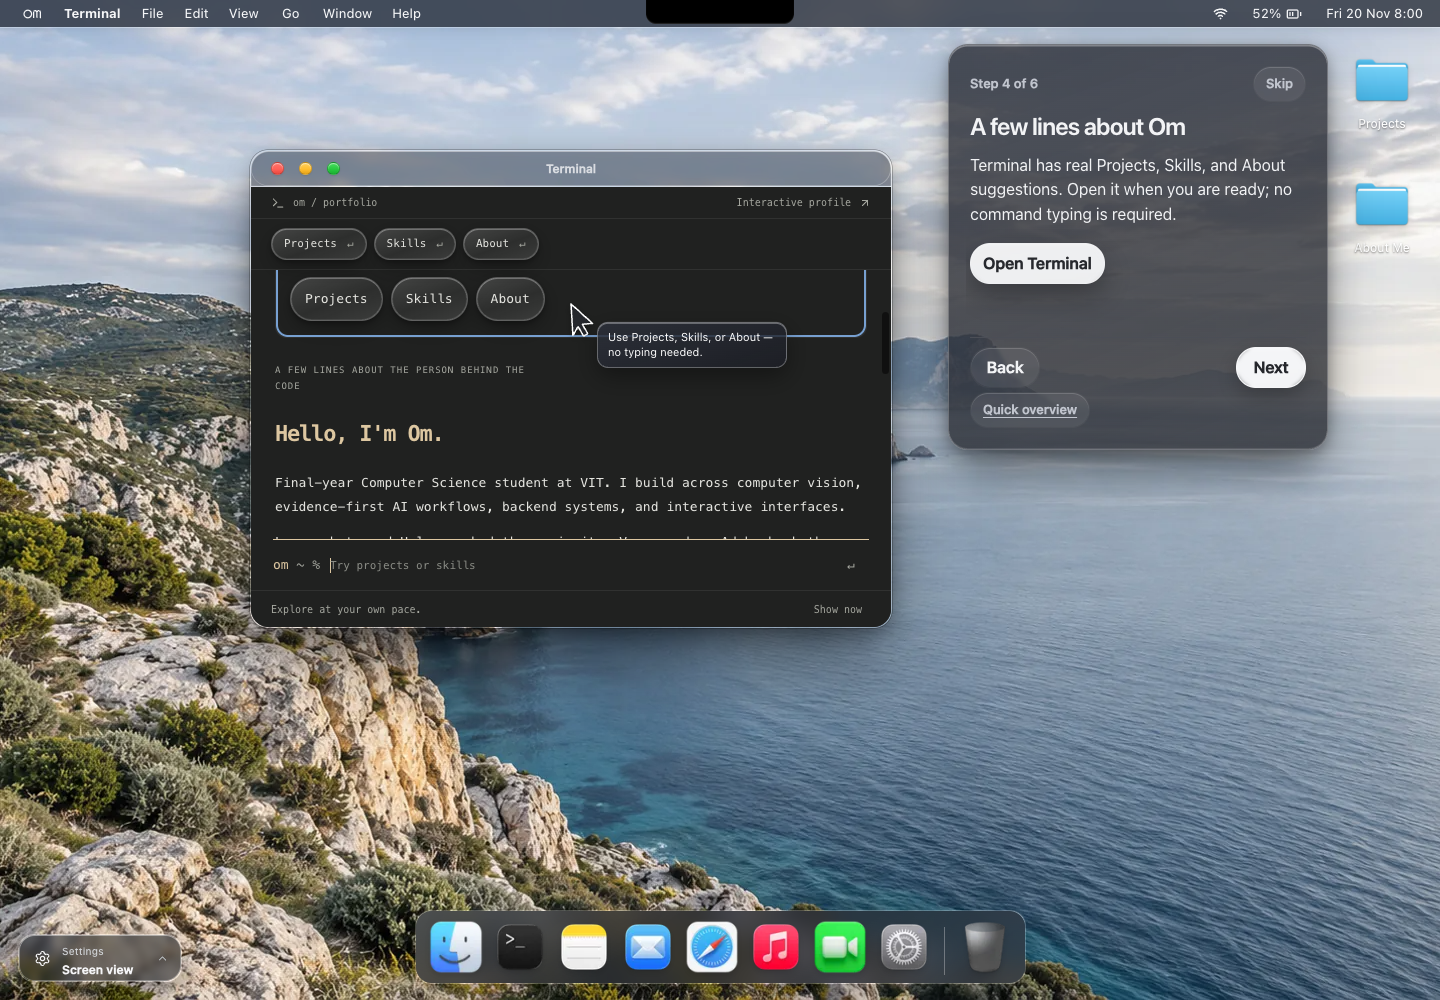 Om Terminal File Edit View Go Window Help
52% Fri 20 Nov 8:00
Step 4 of 6 Skip
A few lines about Om
Terminal has real Projects, Skills, and About
suggestions. Open it when you are ready; no
command typing is required.
Open Terminal
Back Next
Quick overview
Projects
About Me
Terminal
om / portfolio Interactive profile
Projects Skills About
Projects Skills About
Use Projects, Skills, or About —
no typing needed.
A FEW LINES ABOUT THE PERSON BEHIND THE
CODE
Hello, I'm Om.
Final-year Computer Science student at VIT. I build across computer vision,
evidence-first AI workflows, backend systems, and interactive interfaces.
om ~ % Try projects or skills
Explore at your own pace. Show now
Settings
Screen view